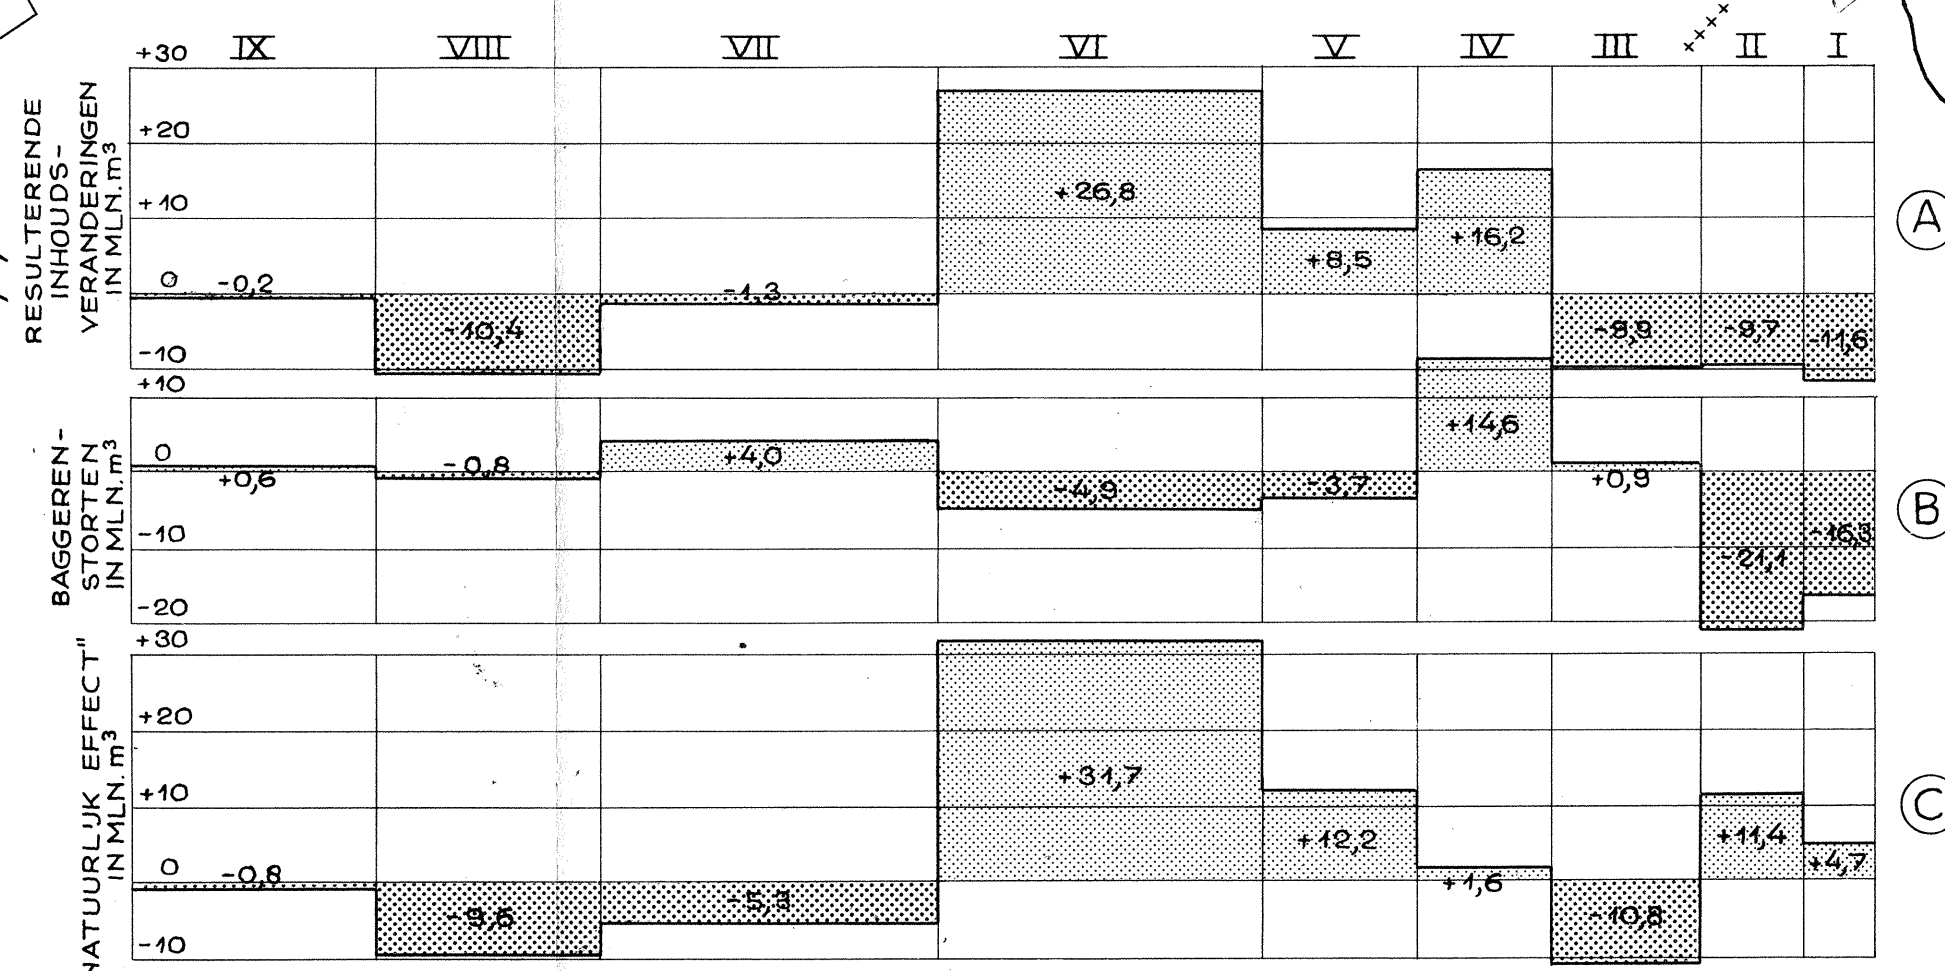 IX VIII VII VI V IV III II I
RESULTERENDE
INHOUDS-
VERANDERINGEN
IN MLN. m³
+30
+20
+10
0
-10
-0,2 -10,4 -1,3 +26,8 +8,5 +16,2 -9,9 -9,7 -11,6
A
BAGGEREN-
STORTEN
IN MLN. m³
+10
0
-10
-20
+0,6 -0,8 +4,0 -4,9 -3,7 +14,6 +0,9 -21,1 -16,3
B
NATUURLIJK EFFECT"
IN MLN. m³
+30
+20
+10
0
-10
-0,8 -9,6 -5,3 +31,7 +12,2 +1,6 -10,8 +11,4 +4,7
C